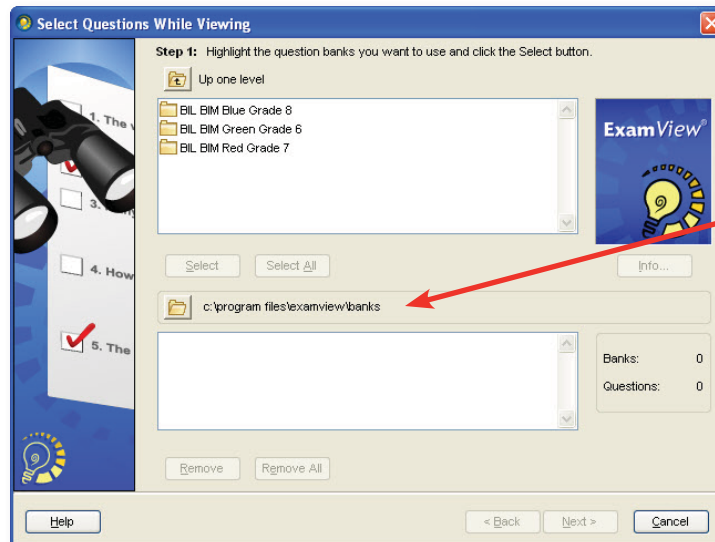 Select Questions While Viewing
Step 1: Highlight the question banks you want to use and click the Select button.
Up one level
BIL BIM Blue Grade 8
BIL BIM Green Grade 6
BIL BIM Red Grade 7
ExamView®
1. The
3.
4. How
5. The
Select
Select All
Info...
c:\program files\examview\banks
Banks: 0
Questions: 0
Remove
Remove All
Help
< Back
Next >
Cancel